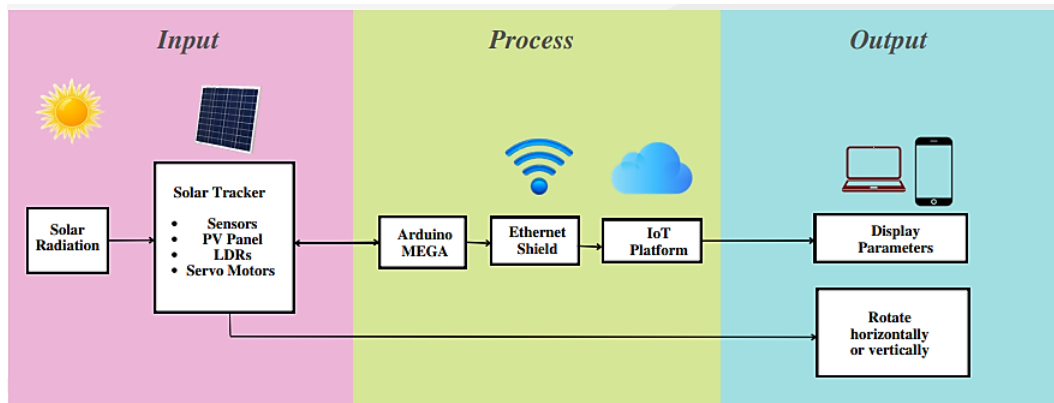 Input
Process
Output
Solar Tracker
• Sensors
• PV Panel
• LDRs
• Servo Motors
Solar
Radiation
Arduino
MEGA
Ethernet
Shield
IoT
Platform
Display
Parameters
Rotate
horizontally
or vertically